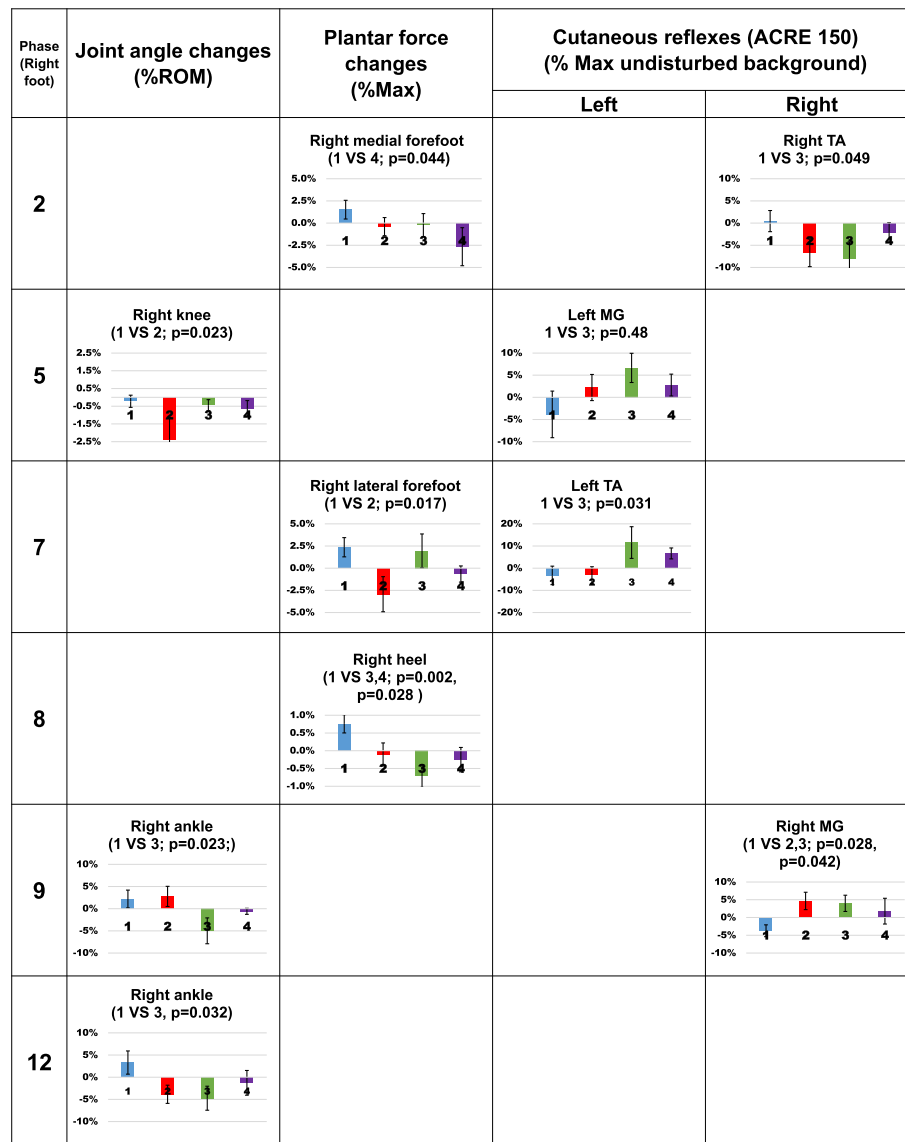 Phase
(Right
foot)
Joint angle changes
(%ROM)
Plantar force
changes
(%Max)
Cutaneous reflexes (ACRE 150)
(% Max undisturbed background)
Left
Right
2
Right medial forefoot
(1 VS 4; p=0.044)
5.0%
2.5%
0.0%
-2.5%
-5.0%
1
2
3
4
Right TA
1 VS 3; p=0.049
10%
5%
0%
-5%
-10%
1
2
3
4
5
Right knee
(1 VS 2; p=0.023)
2.5%
1.5%
0.5%
-0.5%
-1.5%
-2.5%
1
2
3
4
Left MG
1 VS 3; p=0.48
10%
5%
0%
-5%
-10%
1
2
3
4
7
Right lateral forefoot
(1 VS 2; p=0.017)
5.0%
2.5%
0.0%
-2.5%
-5.0%
1
2
3
4
Left TA
1 VS 3; p=0.031
20%
10%
0%
-10%
-20%
1
2
3
4
8
Right heel
(1 VS 3,4; p=0.002,
p=0.028 )
1.0%
0.5%
0.0%
-0.5%
-1.0%
1
2
3
4
9
Right ankle
(1 VS 3; p=0.023;)
10%
5%
0%
-5%
-10%
1
2
3
4
Right MG
(1 VS 2,3; p=0.028,
p=0.042)
10%
5%
0%
-5%
-10%
1
2
3
4
12
Right ankle
(1 VS 3, p=0.032)
10%
5%
0%
-5%
-10%
1
2
3
4